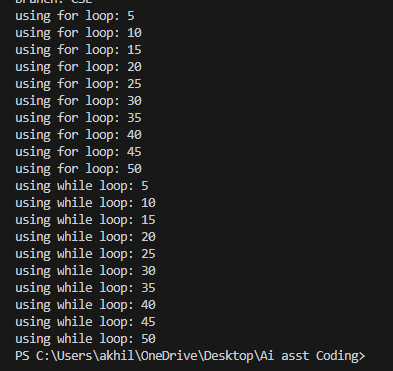 Branch: CSE
using for loop: 5
using for loop: 10
using for loop: 15
using for loop: 20
using for loop: 25
using for loop: 30
using for loop: 35
using for loop: 40
using for loop: 45
using for loop: 50
using while loop: 5
using while loop: 10
using while loop: 15
using while loop: 20
using while loop: 25
using while loop: 30
using while loop: 35
using while loop: 40
using while loop: 45
using while loop: 50
PS C:\Users\akhil\OneDrive\Desktop\Ai asst Coding>